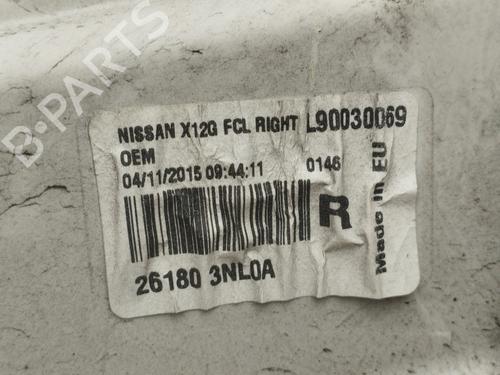 NISSAN X12G FCL RIGHT L90030069
OEM
04/11/2015 09:44:11 0146
R
Made in EU
26180 3NL0A
B-PARTS